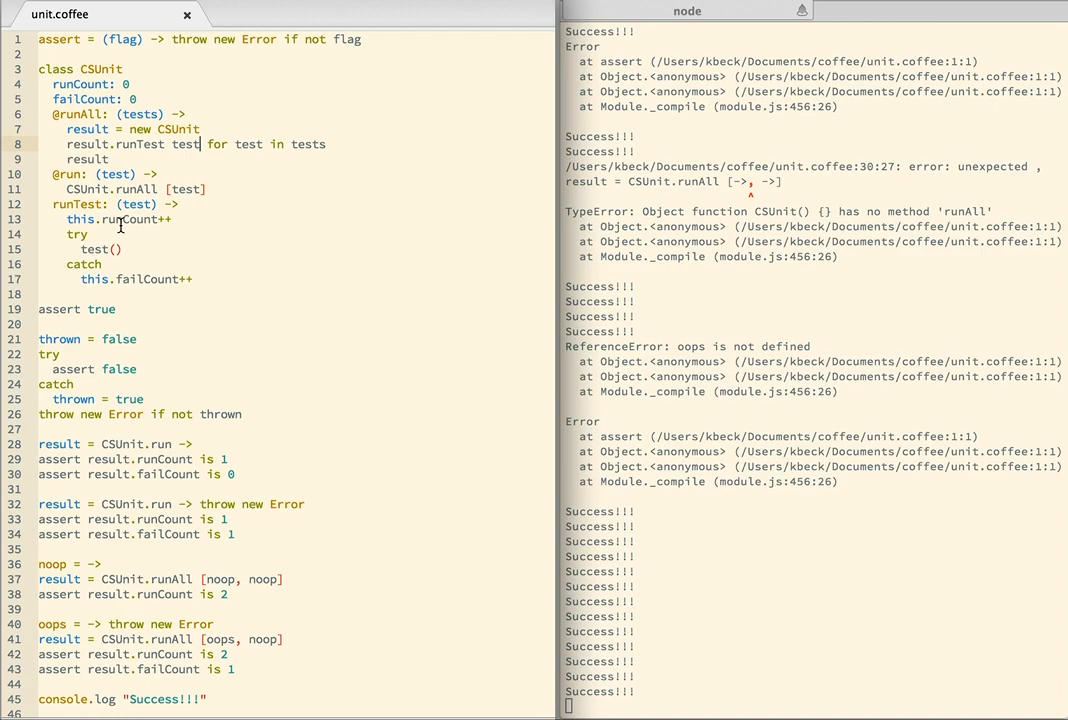 unit.coffee
1 assert = (flag) -> throw new Error if not flag
2
3 class CSUnit
4 runCount: 0
5 failCount: 0
6 @runAll: (tests) ->
7 result = new CSUnit
8 result.runTest test for test in tests
9 result
10 @run: (test) ->
11 CSUnit.runAll [test]
12 runTest: (test) ->
13 this.runCount++
14 try
15 test()
16 catch
17 this.failCount++
18
19 assert true
20
21 thrown = false
22 try
23 assert false
24 catch
25 thrown = true
26 throw new Error if not thrown
27
28 result = CSUnit.run ->
29 assert result.runCount is 1
30 assert result.failCount is 0
31
32 result = CSUnit.run -> throw new Error
33 assert result.runCount is 1
34 assert result.failCount is 1
35
36 noop = ->
37 result = CSUnit.runAll [noop, noop]
38 assert result.runCount is 2
39
40 oops = -> throw new Error
41 result = CSUnit.runAll [oops, noop]
42 assert result.runCount is 2
43 assert result.failCount is 1
44
45 console.log "Success!!!"
46
node
Success!!!
Error
at assert (/Users/kbeck/Documents/coffee/unit.coffee:1:1)
at Object.<anonymous> (/Users/kbeck/Documents/coffee/unit.coffee:1:1)
at Object.<anonymous> (/Users/kbeck/Documents/coffee/unit.coffee:1:1)
at Module._compile (module.js:456:26)
Success!!!
Success!!!
/Users/kbeck/Documents/coffee/unit.coffee:30:27: error: unexpected ,
result = CSUnit.runAll [->, ->]
^
TypeError: Object function CSUnit() {} has no method 'runAll'
at Object.<anonymous> (/Users/kbeck/Documents/coffee/unit.coffee:1:1)
at Object.<anonymous> (/Users/kbeck/Documents/coffee/unit.coffee:1:1)
at Module._compile (module.js:456:26)
Success!!!
Success!!!
Success!!!
Success!!!
ReferenceError: oops is not defined
at Object.<anonymous> (/Users/kbeck/Documents/coffee/unit.coffee:1:1)
at Object.<anonymous> (/Users/kbeck/Documents/coffee/unit.coffee:1:1)
at Module._compile (module.js:456:26)
Error
at assert (/Users/kbeck/Documents/coffee/unit.coffee:1:1)
at Object.<anonymous> (/Users/kbeck/Documents/coffee/unit.coffee:1:1)
at Object.<anonymous> (/Users/kbeck/Documents/coffee/unit.coffee:1:1)
at Module._compile (module.js:456:26)
Success!!!
Success!!!
Success!!!
Success!!!
Success!!!
Success!!!
Success!!!
Success!!!
Success!!!
Success!!!
Success!!!
Success!!!
Success!!!